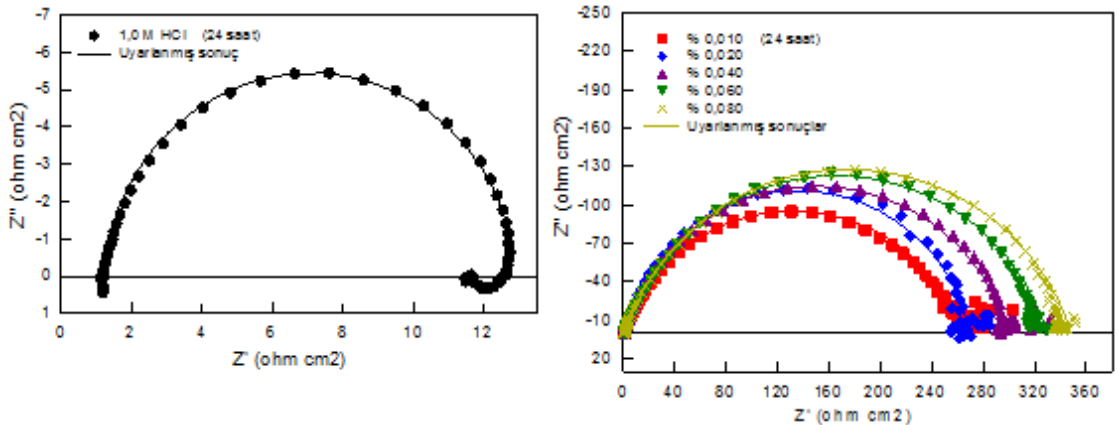 -7
-6
-5
-4
-3
-2
-1
0
1
Z'' (ohm cm2)
1,0 M HCl (24 saat)
Uyarlanmış sonuç
0 2 4 6 8 10 12
Z' (ohm cm2)
-250
-220
-190
-160
-130
-100
-70
-40
-10
20
Z'' (ohm cm2)
% 0,010 (24 saat)
% 0,020
% 0,040
% 0,060
% 0,080
Uyarlanmış sonuçlar
0 40 80 120 160 200 240 280 320 360
Z' (ohm cm2)